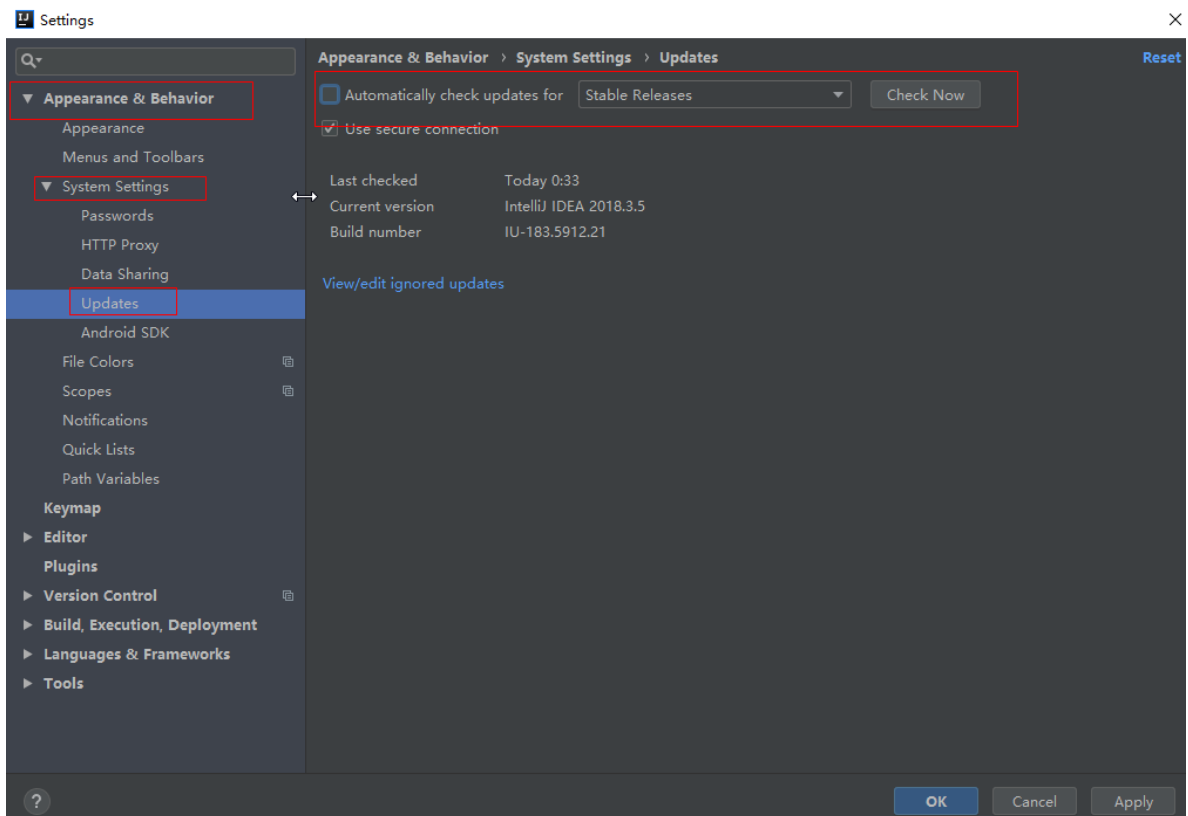 Settings
Appearance & Behavior
Appearance
Menus and Toolbars
System Settings
Passwords
HTTP Proxy
Data Sharing
Updates
Android SDK
File Colors
Scopes
Notifications
Quick Lists
Path Variables
Keymap
Editor
Plugins
Version Control
Build, Execution, Deployment
Languages & Frameworks
Tools
Appearance & Behavior › System Settings › Updates Reset
Automatically check updates for Stable Releases Check Now
Use secure connection
Last checked Today 0:33
Current version IntelliJ IDEA 2018.3.5
Build number IU-183.5912.21
View/edit ignored updates
? OK Cancel Apply